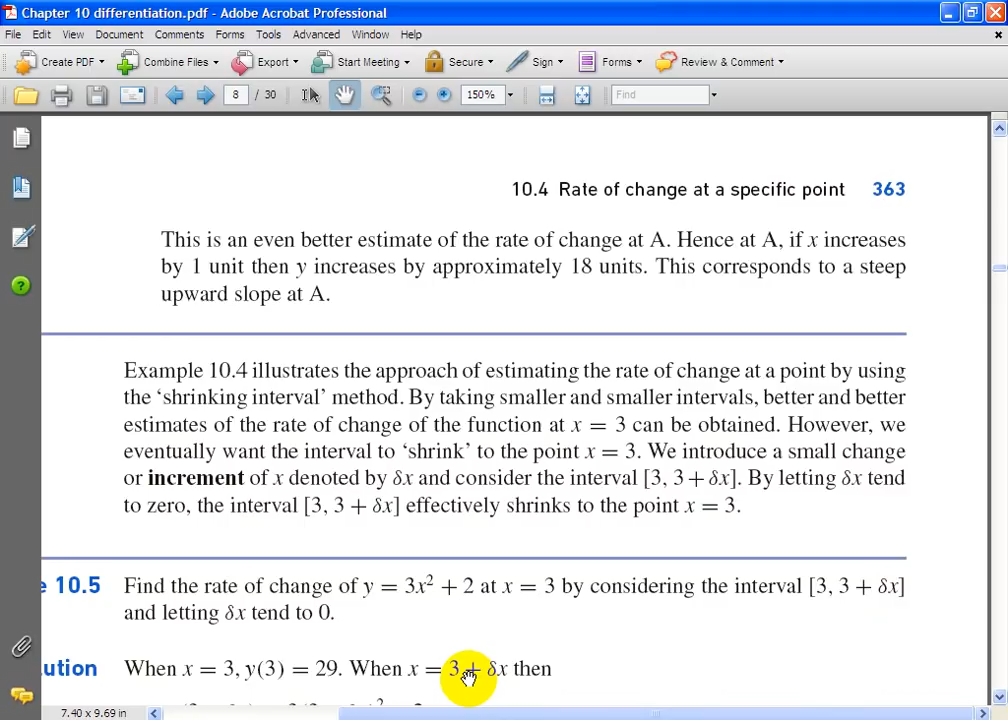 Chapter 10 differentiation.pdf - Adobe Acrobat Professional
File Edit View Document Comments Forms Tools Advanced Window Help
Create PDF Combine Files Export Start Meeting Secure Sign Forms Review & Comment
8 / 30 150% Find
10.4 Rate of change at a specific point 363
This is an even better estimate of the rate of change at A. Hence at A, if x increases
by 1 unit then y increases by approximately 18 units. This corresponds to a steep
upward slope at A.
Example 10.4 illustrates the approach of estimating the rate of change at a point by using
the ‘shrinking interval’ method. By taking smaller and smaller intervals, better and better
estimates of the rate of change of the function at x = 3 can be obtained. However, we
eventually want the interval to ‘shrink’ to the point x = 3. We introduce a small change
or increment of x denoted by δx and consider the interval [3, 3 + δx]. By letting δx tend
to zero, the interval [3, 3 + δx] effectively shrinks to the point x = 3.
e 10.5 Find the rate of change of y = 3x² + 2 at x = 3 by considering the interval [3, 3 + δx]
and letting δx tend to 0.
ution When x = 3, y(3) = 29. When x = 3 + δx then
7.40 x 9.69 in